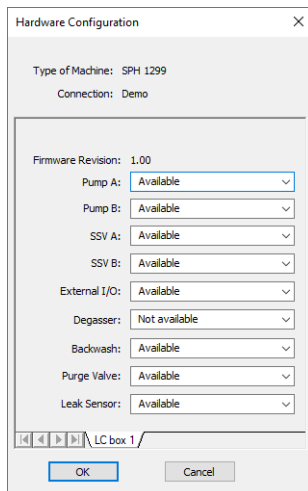 Hardware Configuration
Type of Machine: SPH 1299
Connection: Demo
Firmware Revision: 1.00
Pump A: Available
Pump B: Available
SSV A: Available
SSV B: Available
External I/O: Available
Degasser: Not available
Backwash: Available
Purge Valve: Available
Leak Sensor: Available
LC box 1
OK Cancel